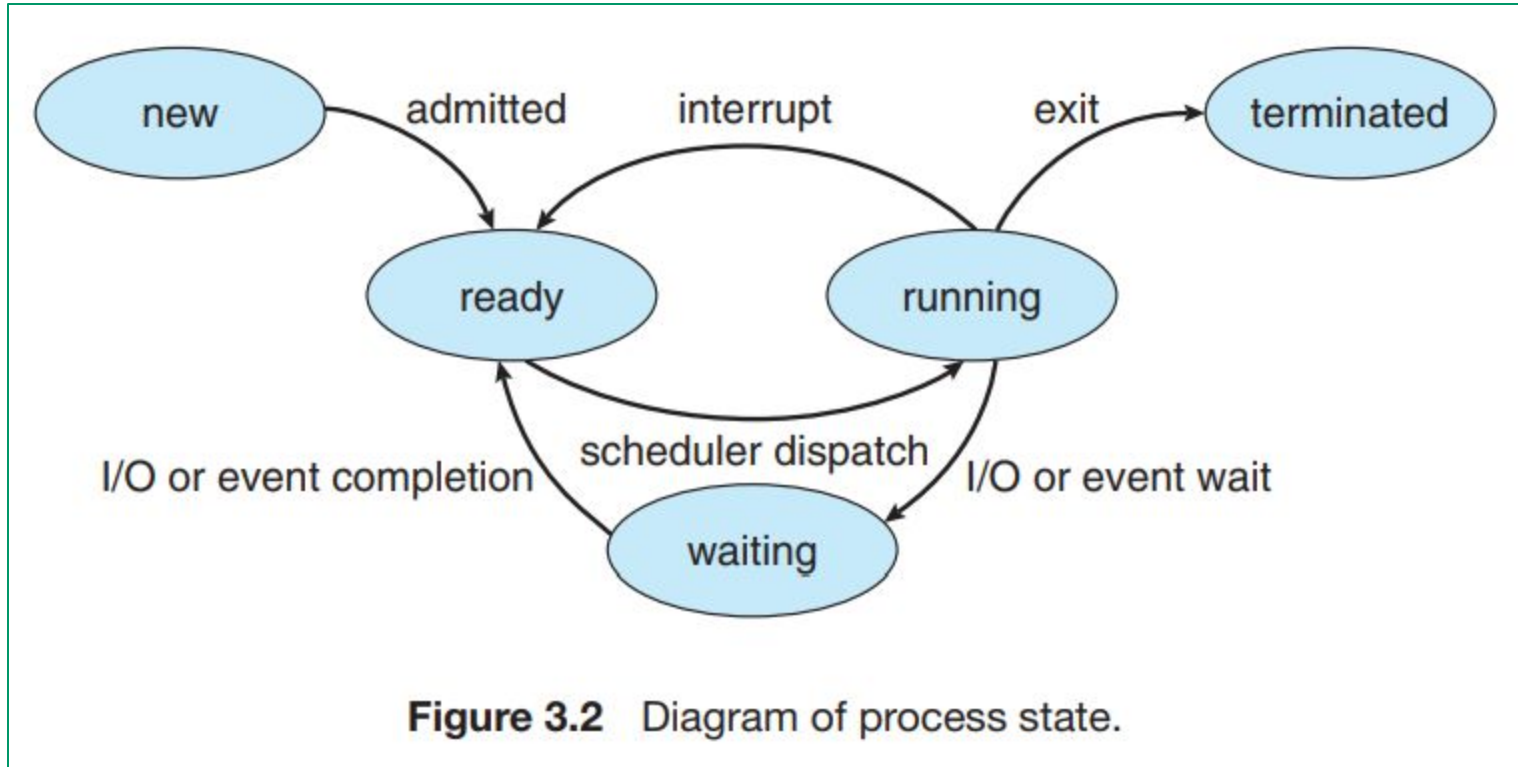 new
admitted
interrupt
exit
terminated
ready
running
scheduler dispatch
I/O or event completion
I/O or event wait
waiting
Figure 3.2 Diagram of process state.